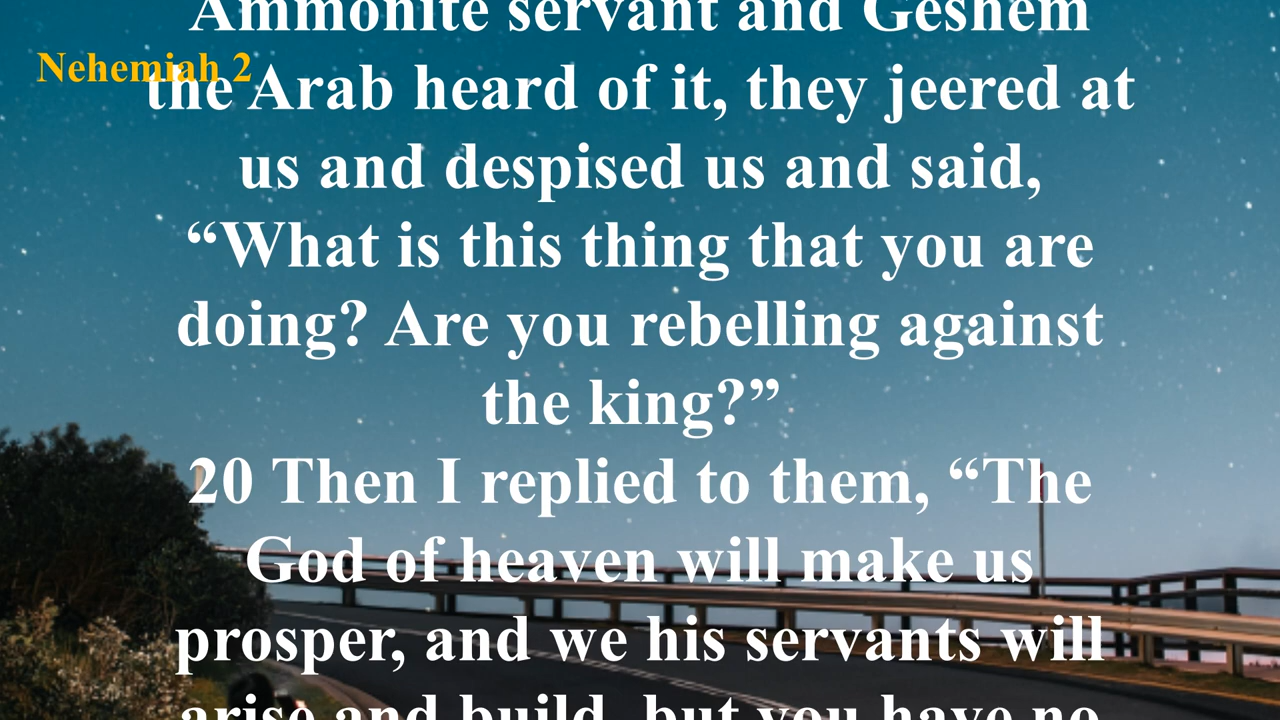 Ammonite servant and Geshem
Nehemiah 2
the Arab heard of it, they jeered at
us and despised us and said,
“What is this thing that you are
doing? Are you rebelling against
the king?”
20 Then I replied to them, “The
God of heaven will make us
prosper, and we his servants will
arise and build, but you have no